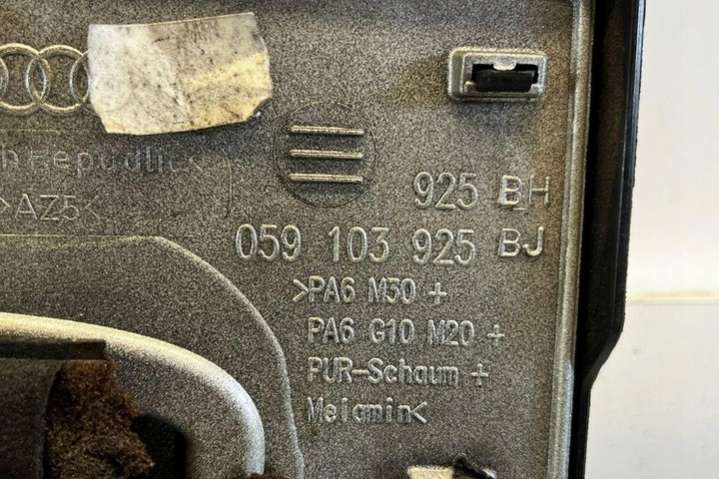 h Republic
>AZ5<
925 BH
059 103 925 BJ
>PA6 M30 +
PA6 G10 M20 +
PUR-Schaum +
Melamin<